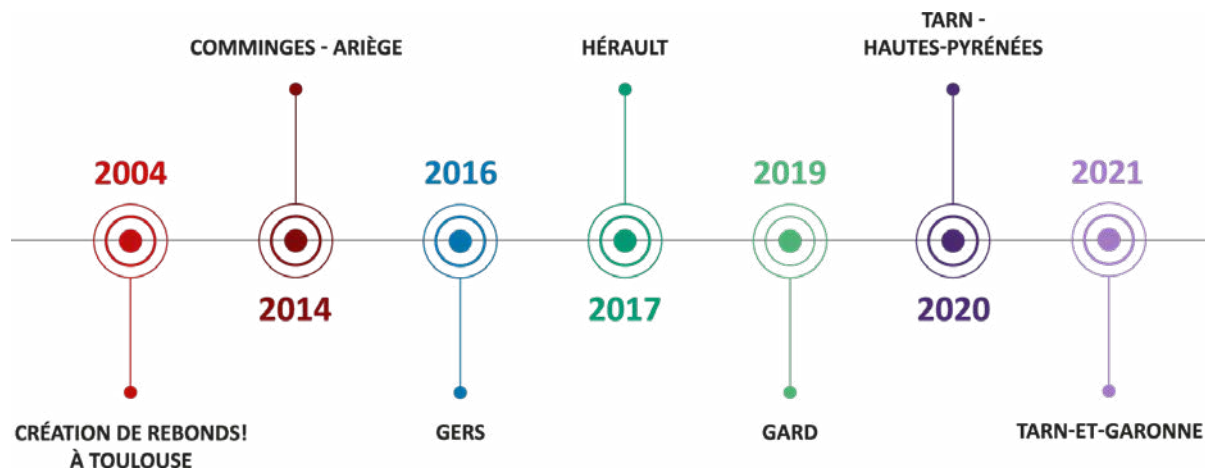 COMMINGES - ARIÈGE
HÉRAULT
TARN -
HAUTES-PYRÉNÉES
2004
2016
2019
2021
2014
2017
2020
CRÉATION DE REBONDS!
À TOULOUSE
GERS
GARD
TARN-ET-GARONNE